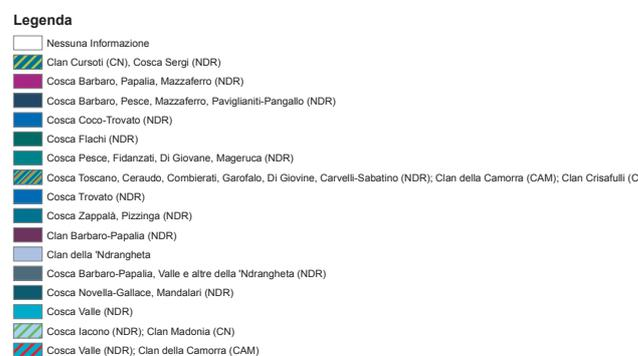 Legenda
Nessuna Informazione
Clan Cursoti (CN), Cosca Sergi (NDR)
Cosca Barbaro, Papalia, Mazzaferro (NDR)
Cosca Barbaro, Pesce, Mazzaferro, Paviglianiti-Pangallo (NDR)
Cosca Coco-Trovato (NDR)
Cosca Flachi (NDR)
Cosca Pesce, Fidanzati, Di Giovane, Mageruca (NDR)
Cosca Toscano, Ceraudo, Combierati, Garofalo, Di Giovine, Carvelli-Sabatino (NDR); Clan della Camorra (CAM); Clan Crisafulli (C
Cosca Trovato (NDR)
Cosca Zappalà, Pizzinga (NDR)
Clan Barbaro-Papalia (NDR)
Clan della 'Ndrangheta
Cosca Barbaro-Papalia, Valle e altre della 'Ndrangheta (NDR)
Cosca Novella-Gallace, Mandalari (NDR)
Cosca Valle (NDR)
Cosca Iacono (NDR); Clan Madonia (CN)
Cosca Valle (NDR); Clan della Camorra (CAM)